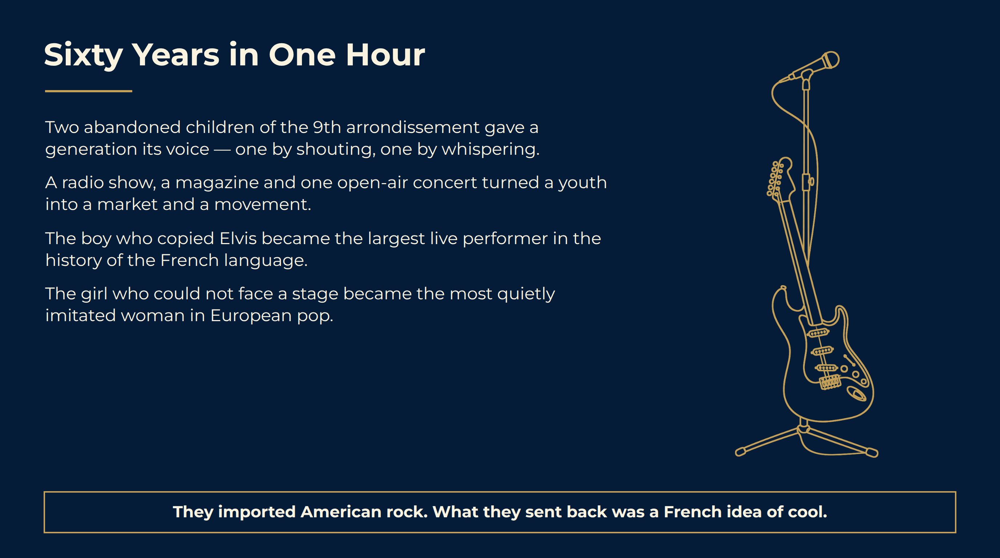 Sixty Years in One Hour
Two abandoned children of the 9th arrondissement gave a
generation its voice — one by shouting, one by whispering.
A radio show, a magazine and one open-air concert turned a youth
into a market and a movement.
The boy who copied Elvis became the largest live performer in the
history of the French language.
The girl who could not face a stage became the most quietly
imitated woman in European pop.
They imported American rock. What they sent back was a French idea of cool.